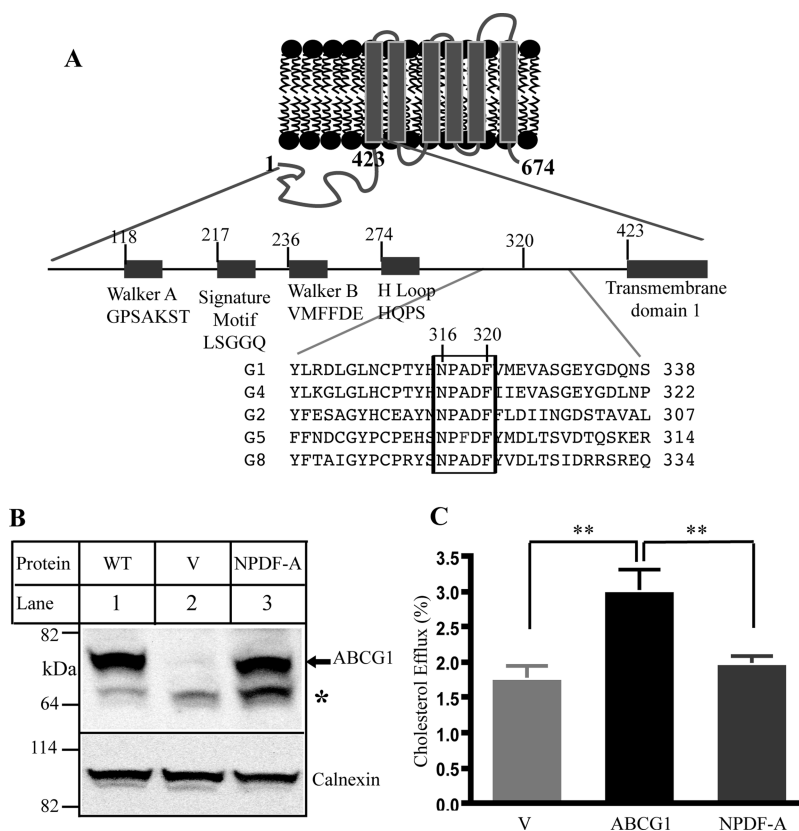 A
1
423
674
118
217
236
274
320
423
Walker A
GPSAKST
Signature
Motif
LSGGQ
Walker B
VMFFDE
H Loop
HQPS
Transmembrane
domain 1
316 320
G1 YLRDLGLNCPTYHNPADFVMEVASGEYGDQNS 338
G4 YLKGLGLHCPTYHNPADFIIEVASGEYGDLNP 322
G2 YFESAGYHCEAYNNPADFFLDIINGDSTAVAL 307
G5 FFNDCGYPCPEHSNPFDFYMDLTSVDTQSKER 314
G8 YFTAIGYPCPRYSNPADFYVDLTSIDRRSREQ 334
B
Protein WT V NPDF-A
Lane 1 2 3
82
kDa
64
ABCG1
*
114
82
Calnexin
C
** **
Cholesterol Efflux (%)
3.5
3.0
2.5
2.0
1.5
1.0
0.5
0.0
V ABCG1 NPDF-A